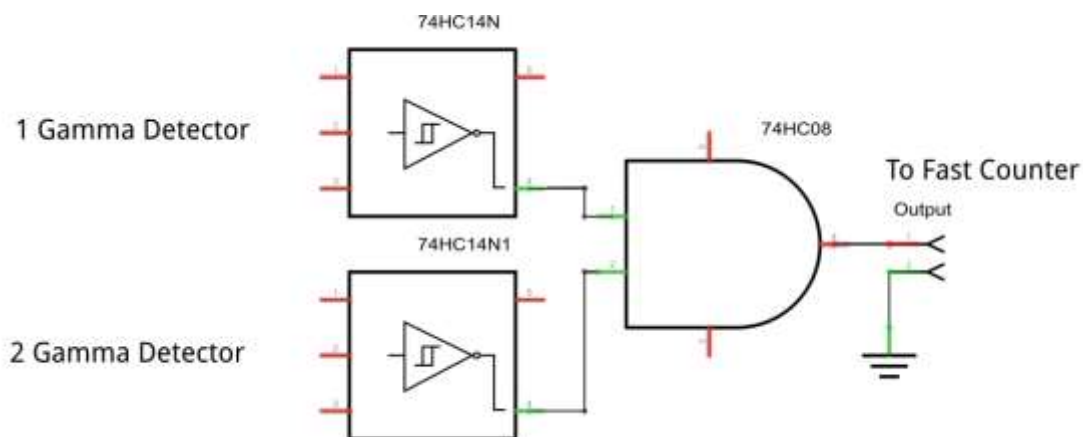 74HC14N
1 Gamma Detector
74HC08
To Fast Counter
Output
74HC14N1
2 Gamma Detector